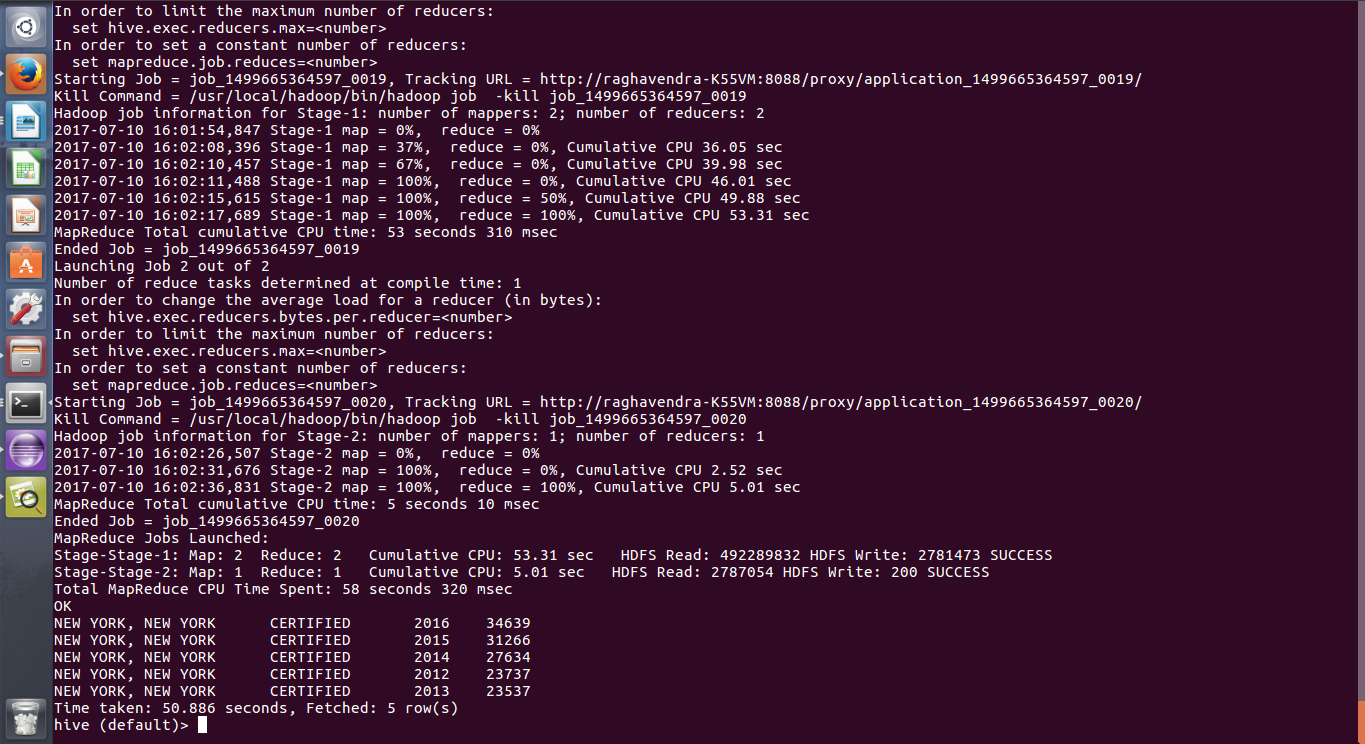 In order to limit the maximum number of reducers:
  set hive.exec.reducers.max=<number>
In order to set a constant number of reducers:
  set mapreduce.job.reduces=<number>
Starting Job = job_1499665364597_0019, Tracking URL = http://raghavendra-K55VM:8088/proxy/application_1499665364597_0019/
Kill Command = /usr/local/hadoop/bin/hadoop job  -kill job_1499665364597_0019
Hadoop job information for Stage-1: number of mappers: 2; number of reducers: 2
2017-07-10 16:01:54,847 Stage-1 map = 0%,  reduce = 0%
2017-07-10 16:02:08,396 Stage-1 map = 37%,  reduce = 0%, Cumulative CPU 36.05 sec
2017-07-10 16:02:10,457 Stage-1 map = 67%,  reduce = 0%, Cumulative CPU 39.98 sec
2017-07-10 16:02:11,488 Stage-1 map = 100%,  reduce = 0%, Cumulative CPU 46.01 sec
2017-07-10 16:02:15,615 Stage-1 map = 100%,  reduce = 50%, Cumulative CPU 49.88 sec
2017-07-10 16:02:17,689 Stage-1 map = 100%,  reduce = 100%, Cumulative CPU 53.31 sec
MapReduce Total cumulative CPU time: 53 seconds 310 msec
Ended Job = job_1499665364597_0019
Launching Job 2 out of 2
Number of reduce tasks determined at compile time: 1
In order to change the average load for a reducer (in bytes):
  set hive.exec.reducers.bytes.per.reducer=<number>
In order to limit the maximum number of reducers:
  set hive.exec.reducers.max=<number>
In order to set a constant number of reducers:
  set mapreduce.job.reduces=<number>
Starting Job = job_1499665364597_0020, Tracking URL = http://raghavendra-K55VM:8088/proxy/application_1499665364597_0020/
Kill Command = /usr/local/hadoop/bin/hadoop job  -kill job_1499665364597_0020
Hadoop job information for Stage-2: number of mappers: 1; number of reducers: 1
2017-07-10 16:02:26,507 Stage-2 map = 0%,  reduce = 0%
2017-07-10 16:02:31,676 Stage-2 map = 100%,  reduce = 0%, Cumulative CPU 2.52 sec
2017-07-10 16:02:36,831 Stage-2 map = 100%,  reduce = 100%, Cumulative CPU 5.01 sec
MapReduce Total cumulative CPU time: 5 seconds 10 msec
Ended Job = job_1499665364597_0020
MapReduce Jobs Launched:
Stage-Stage-1: Map: 2  Reduce: 2   Cumulative CPU: 53.31 sec   HDFS Read: 492289832 HDFS Write: 2781473 SUCCESS
Stage-Stage-2: Map: 1  Reduce: 1   Cumulative CPU: 5.01 sec   HDFS Read: 2787054 HDFS Write: 200 SUCCESS
Total MapReduce CPU Time Spent: 58 seconds 320 msec
OK
NEW YORK, NEW YORK      CERTIFIED       2016    34639
NEW YORK, NEW YORK      CERTIFIED       2015    31266
NEW YORK, NEW YORK      CERTIFIED       2014    27634
NEW YORK, NEW YORK      CERTIFIED       2012    23737
NEW YORK, NEW YORK      CERTIFIED       2013    23537
Time taken: 50.886 seconds, Fetched: 5 row(s)
hive (default)>